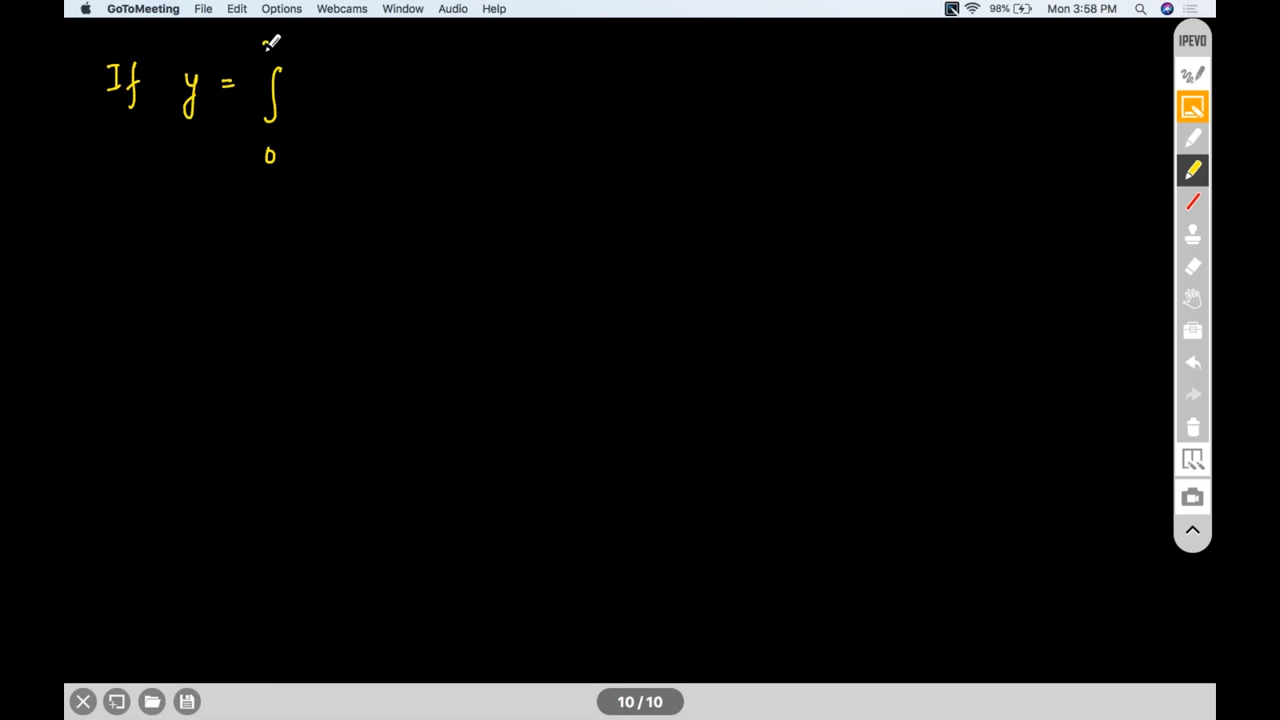 GoToMeeting File Edit Options Webcams Window Audio Help 98% Mon 3:58 PM
IPEVO
If y = ∫
0
10 / 10